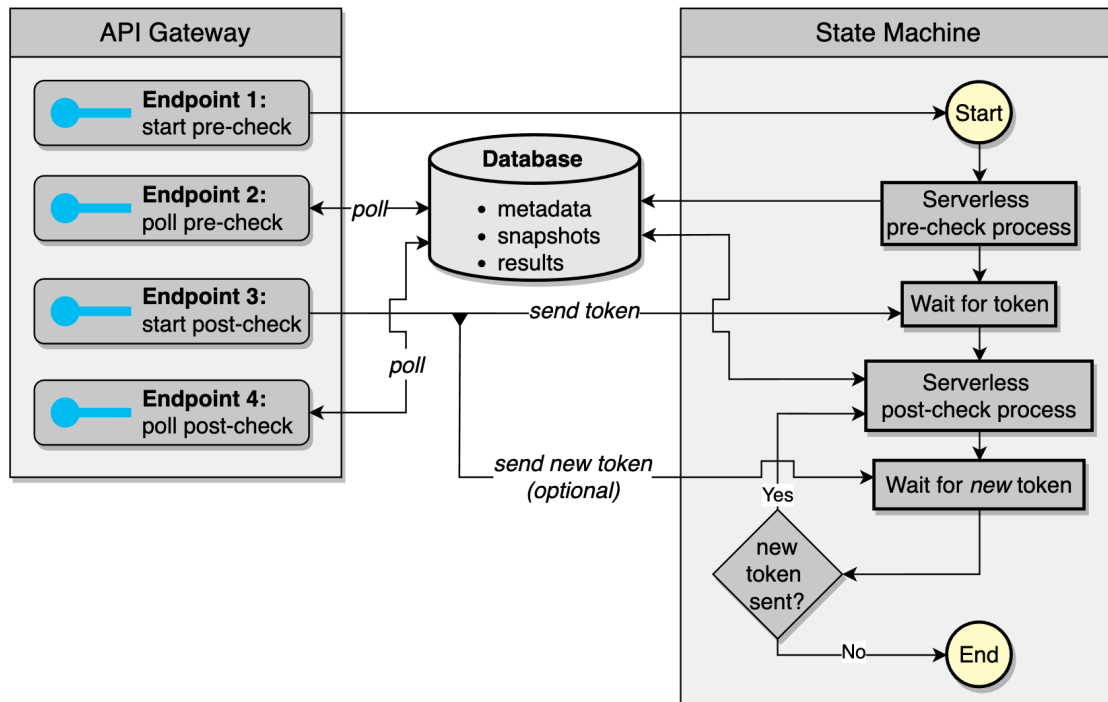 API Gateway
Endpoint 1:
start pre-check
Endpoint 2:
poll pre-check
Endpoint 3:
start post-check
Endpoint 4:
poll post-check
poll
poll
Database
• metadata
• snapshots
• results
send token
send new token
(optional)
State Machine
Start
Serverless
pre-check process
Wait for token
Serverless
post-check process
Wait for new token
Yes
new
token
sent?
No
End